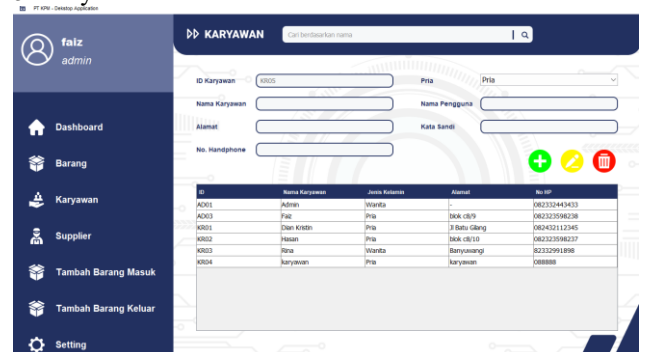 PT KPM - Dekstop Application
faiz
admin
KARYAWAN
Cari berdasarkan nama
ID Karyawan KR05 Pria Pria
Nama Karyawan Nama Pengguna
Alamat Kata Sandi
No. Handphone
Dashboard
Barang
Karyawan
Supplier
Tambah Barang Masuk
Tambah Barang Keluar
Setting
ID Nama Karyawan Jenis Kelamin Alamat No HP
AD01 Admin Wanita - 082332443433
AD03 Faiz Pria blok c8/9 082323598238
KR01 Dian Kristin Pria Jl Batu Gilang 082432112345
KR02 Hasan Pria blok c8/10 082323598237
KR03 Rina Wanita Banyuwangi 82332991898
KR04 karyawan Pria karyawan 088888